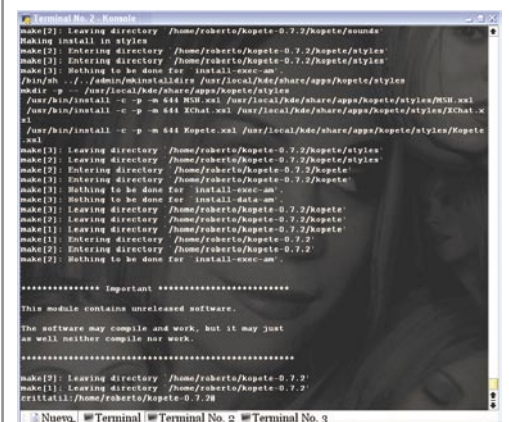 Terminal No. 2 - Konsole
make[2]: Leaving directory `/home/roberto/kopete-0.7.2/kopete/sounds'
Making install in styles
make[2]: Entering directory `/home/roberto/kopete-0.7.2/kopete/styles'
make[3]: Entering directory `/home/roberto/kopete-0.7.2/kopete/styles'
make[3]: Nothing to be done for `install-exec-am'.
/bin/sh ../../admin/mkinstalldirs /usr/local/kde/share/apps/kopete/styles
mkdir -p -- /usr/local/kde/share/apps/kopete/styles
/usr/bin/install -c -p -m 644 MSN.xsl /usr/local/kde/share/apps/kopete/styles/MSN.xsl
/usr/bin/install -c -p -m 644 XChat.xsl /usr/local/kde/share/apps/kopete/styles/XChat.x
sl
/usr/bin/install -c -p -m 644 Kopete.xsl /usr/local/kde/share/apps/kopete/styles/Kopete
.xsl
make[3]: Leaving directory `/home/roberto/kopete-0.7.2/kopete/styles'
make[2]: Leaving directory `/home/roberto/kopete-0.7.2/kopete/styles'
make[2]: Entering directory `/home/roberto/kopete-0.7.2/kopete'
make[3]: Entering directory `/home/roberto/kopete-0.7.2/kopete'
make[3]: Nothing to be done for `install-exec-am'.
make[3]: Nothing to be done for `install-data-am'.
make[3]: Leaving directory `/home/roberto/kopete-0.7.2/kopete'
make[2]: Leaving directory `/home/roberto/kopete-0.7.2/kopete'
make[1]: Leaving directory `/home/roberto/kopete-0.7.2/kopete'
make[1]: Entering directory `/home/roberto/kopete-0.7.2'
make[2]: Entering directory `/home/roberto/kopete-0.7.2'
make[2]: Nothing to be done for `install-exec-am'.
*************** Important **************************
This module contains unreleased software.
The software may compile and work, but it may just
as well neither compile nor work.
******************************************************
make[2]: Leaving directory `/home/roberto/kopete-0.7.2'
make[1]: Leaving directory `/home/roberto/kopete-0.7.2'
crittatil:/home/roberto/kopete-0.7.2#
Nueva Terminal Terminal No. 2 Terminal No. 3